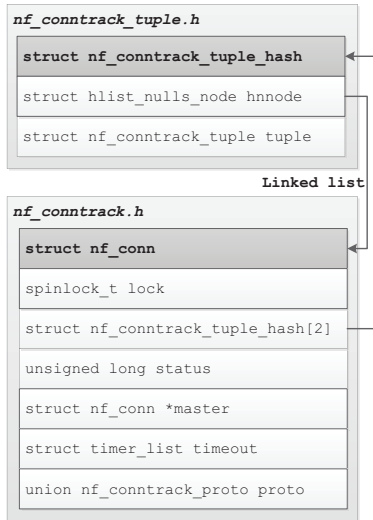 nf_conntrack_tuple.h
struct nf_conntrack_tuple_hash
struct hlist_nulls_node hnnode
struct nf_conntrack_tuple tuple
Linked list
nf_conntrack.h
struct nf_conn
spinlock_t lock
struct nf_conntrack_tuple_hash[2]
unsigned long status
struct nf_conn *master
struct timer_list timeout
union nf_conntrack_proto proto